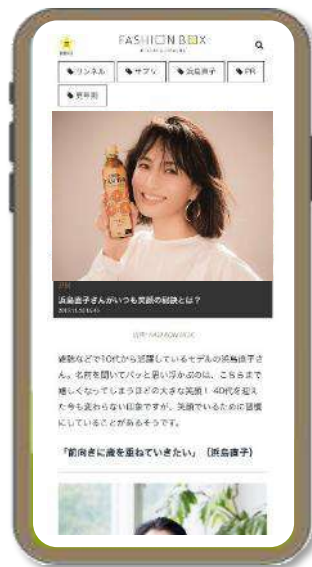 FASHION BOX
リンネル
サプリ
浜島直子
PR
更年期
PR
浜島直子さんがいつも笑顔の秘訣とは？
雑誌などで10代から活躍しているモデルの浜島直子さ
ん。名前を聞いてパッと思い浮かぶのは、こちらまで
嬉しくなってしまうほどの大きな笑顔！ 40代を迎え
た今も変わらない印象ですが、笑顔でいるために習慣
にしていることがあるそうです。
「前向きに歳を重ねていきたい」（浜島直子）